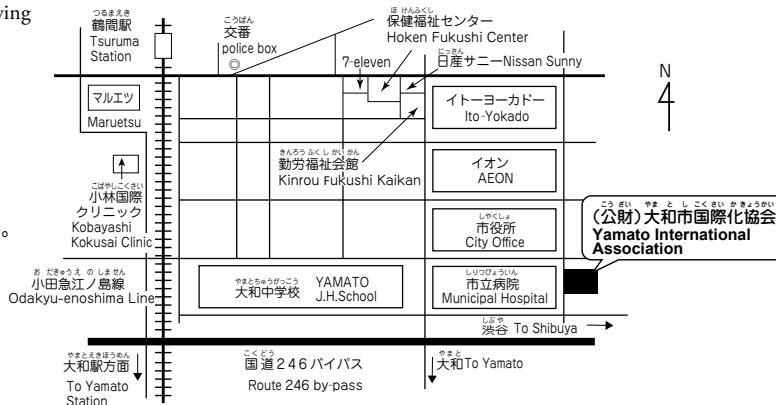 ying
つるまえき
鶴間駅
Tsuruma
Station
こうばん
交番
police box
◎
ほけんふくし
保健福祉センター
Hoken Fukushi Center
7-eleven
にっさん
日産サニーNissan Sunny
N
マルエツ
Maruetsu
イトーヨーカドー
Ito-Yokado
きんろうふくしかいかん
勤労福祉会館
Kinrou Fukushi Kaikan
イオン
AEON
こばやしこくさい
小林国際
クリニック
Kobayashi
Kokusai Clinic
。
しやくしょ
市役所
City Office
こうざい やまとしこくさいかきょうかい
(公財)大和市国際化協会
Yamato International
Association
おだきゅうえのしません
小田急江ノ島線
Odakyu-enoshima Line
やまとちゅうがっこう
大和中学校 YAMATO
J.H.School
しりつびょういん
市立病院
Municipal Hospital
しぶや
渋谷 To Shibuya
やまとえきほうめん
大和駅方面
To Yamato
Station
こくどう
国道246バイパス
Route 246 by-pass
やまと
大和To Yamato